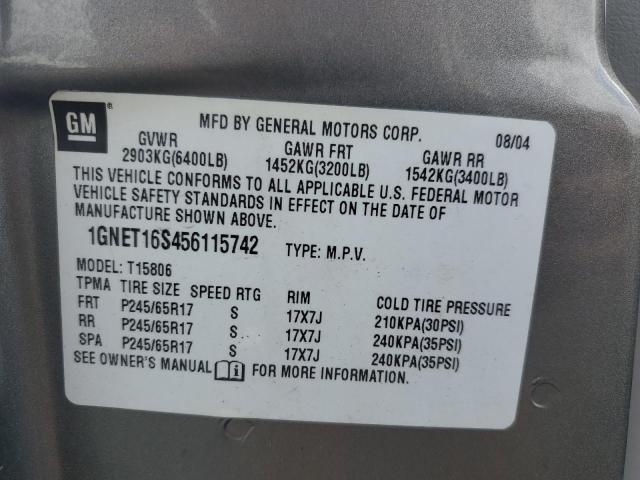 GM ®
MFD BY GENERAL MOTORS CORP. 08/04
GVWR GAWR FRT GAWR RR
2903KG(6400LB) 1452KG(3200LB) 1542KG(3400LB)
THIS VEHICLE CONFORMS TO ALL APPLICABLE U.S. FEDERAL MOTOR
VEHICLE SAFETY STANDARDS IN EFFECT ON THE DATE OF
MANUFACTURE SHOWN ABOVE.
1GNET16S456115742 TYPE: M.P.V.
MODEL: T15806
TPMA TIRE SIZE SPEED RTG RIM COLD TIRE PRESSURE
FRT P245/65R17 S 17X7J 210KPA(30PSI)
RR P245/65R17 S 17X7J 240KPA(35PSI)
SPA P245/65R17 S 17X7J 240KPA(35PSI)
SEE OWNER'S MANUAL i FOR MORE INFORMATION.